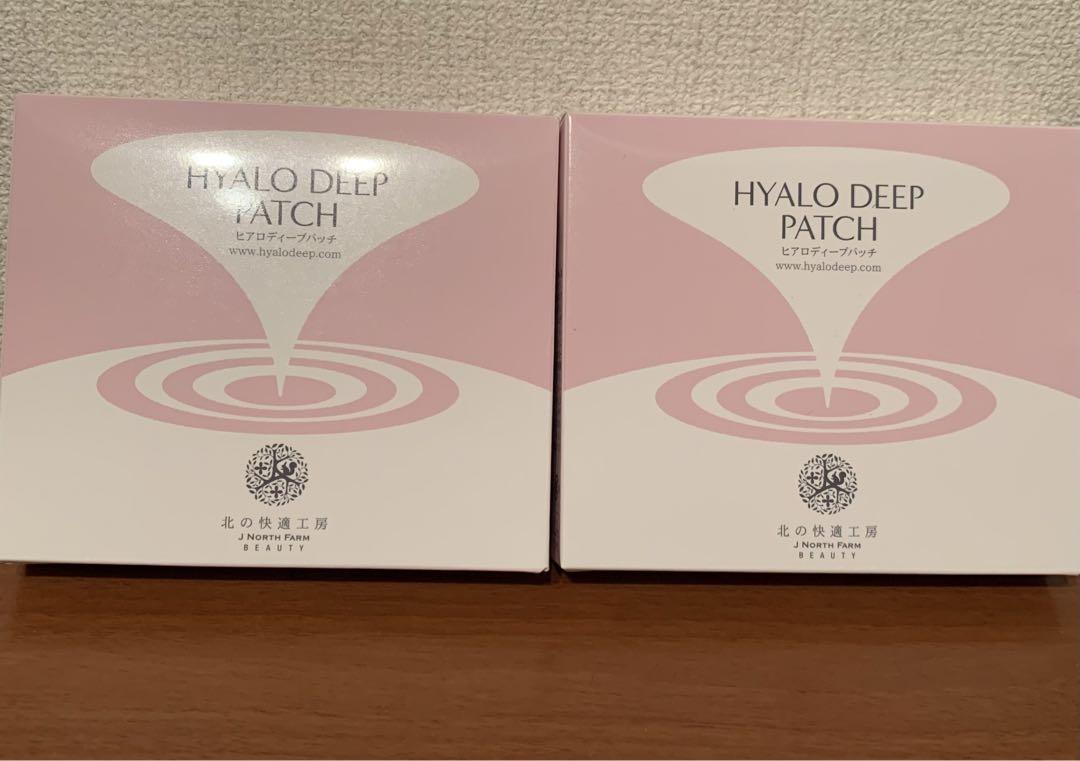 HYALO DEEP
PATCH
ヒアロディープパッチ
www.hyalodeep.com
北の快適工房
J NORTH FARM
BEAUTY
HYALO DEEP
PATCH
ヒアロディープパッチ
www.hyalodeep.com
北の快適工房
J NORTH FARM
BEAUTY